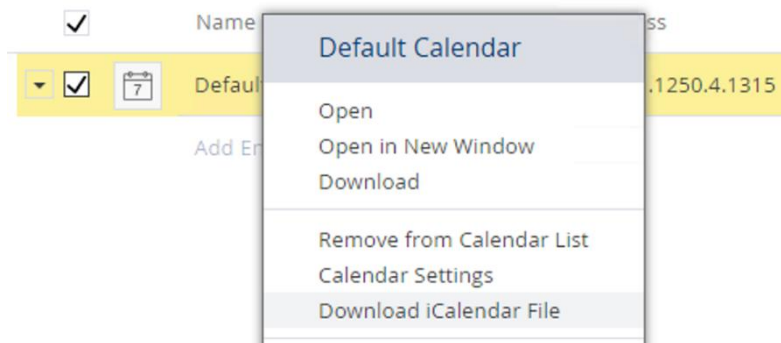 Name
ss
Default Calendar
7
Defaul
.1250.4.1315
Open
Add En
Open in New Window
Download
Remove from Calendar List
Calendar Settings
Download iCalendar File